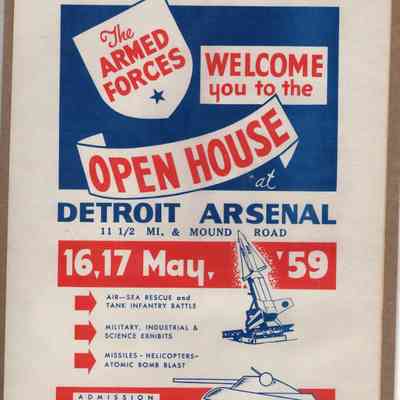 The
ARMED
FORCES
WELCOME
you to the
OPEN HOUSE
at
DETROIT ARSENAL
11 1/2 MI. & MOUND ROAD
16,17 May, '59
AIR—SEA RESCUE and
TANK INFANTRY BATTLE
MILITARY, INDUSTRIAL &
SCIENCE EXHIBITS
MISSILES - HELICOPTERS—
ATOMIC BOMB BLAST
ADMISSION